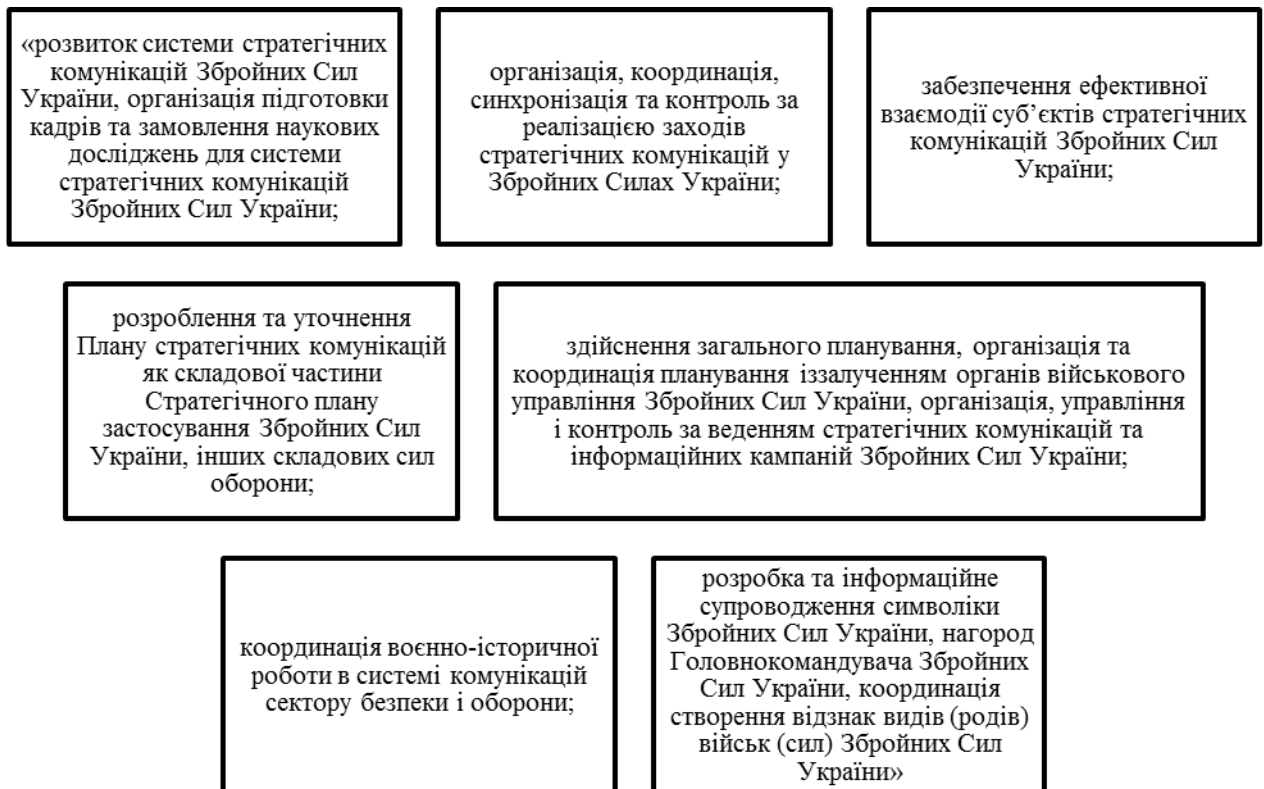 «розвиток системи стратегічних
комунікацій Збройних Сил
України, організація підготовки
кадрів та замовлення наукових
досліджень для системи
стратегічних комунікацій
Збройних Сил України;
організація, координація,
синхронізація та контроль за
реалізацією заходів
стратегічних комунікацій у
Збройних Силах України;
забезпечення ефективної
взаємодії суб’єктів стратегічних
комунікацій Збройних Сил
України;
розроблення та уточнення
Плану стратегічних комунікацій
як складової частини
Стратегічного плану
застосування Збройних Сил
України, інших складових сил
оборони;
здійснення загального планування, організація та
координація планування іззалученням органів військового
управління Збройних Сил України, організація, управління
і контроль за веденням стратегічних комунікацій та
інформаційних кампаній Збройних Сил України;
координація воєнно-історичної
роботи в системі комунікацій
сектору безпеки і оборони;
розробка та інформаційне
супроводження символіки
Збройних Сил України, нагород
Головнокомандувача Збройних
Сил України, координація
створення відзнак видів (родів)
військ (сил) Збройних Сил
України»